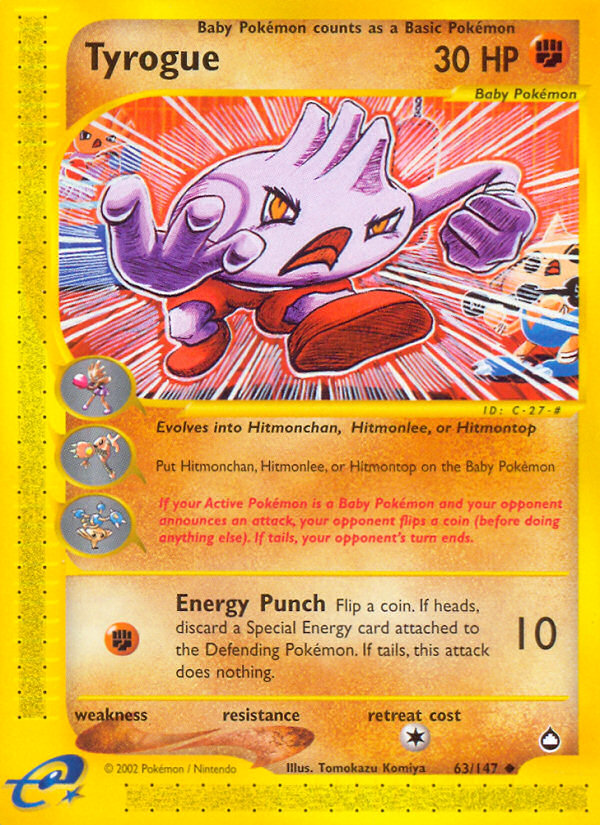 Baby Pokémon counts as a Basic Pokémon
Tyrogue
30 HP
Baby Pokémon
ID: C-27-#
Evolves into Hitmonchan, Hitmonlee, or Hitmontop
Put Hitmonchan, Hitmonlee, or Hitmontop on the Baby Pokémon
If your Active Pokémon is a Baby Pokémon and your opponent
announces an attack, your opponent flips a coin (before doing
anything else). If tails, your opponent's turn ends.
Energy Punch Flip a coin. If heads,
discard a Special Energy card attached to
the Defending Pokémon. If tails, this attack
does nothing.
10
weakness resistance retreat cost
© 2002 Pokémon / Nintendo Illus. Tomokazu Komiya 63/147
e